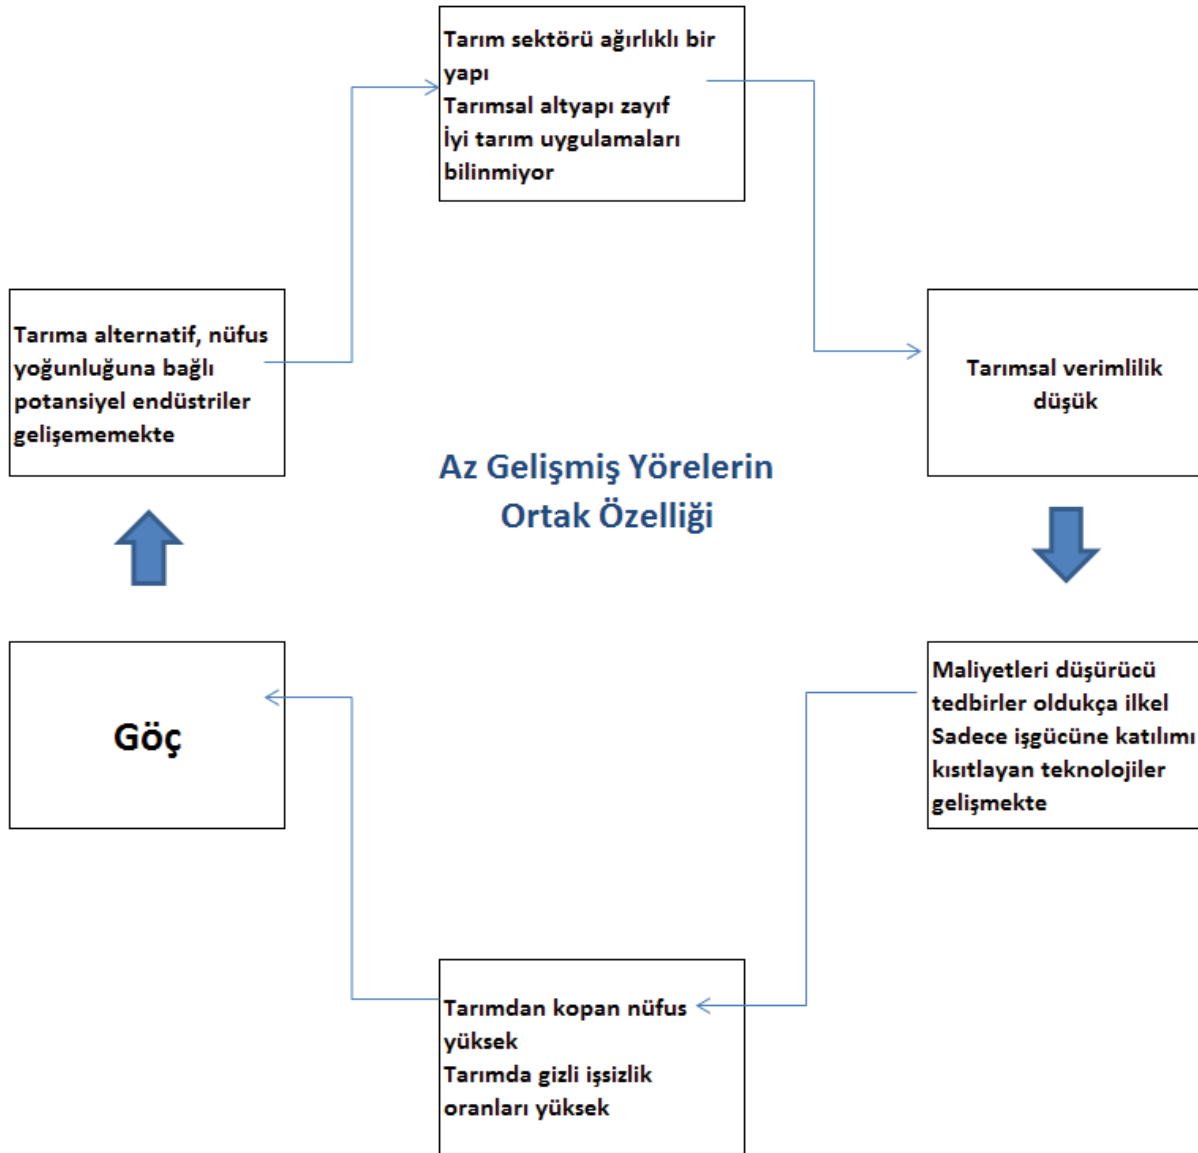 Tarım sektörü ağırlıklı bir
yapı
Tarımsal altyapı zayıf
İyi tarım uygulamaları
bilinmiyor
Tarıma alternatif, nüfus
yoğunluğuna bağlı
potansiyel endüstriler
gelişememekte
Tarımsal verimlilik
düşük
Az Gelişmiş Yörelerin
Ortak Özelliği
Göç
Maliyetleri düşürücü
tedbirler oldukça ilkel
Sadece işgücüne katılımı
kısıtlayan teknolojiler
gelişmekte
Tarımdan kopan nüfus
yüksek
Tarımda gizli işsizlik
oranları yüksek